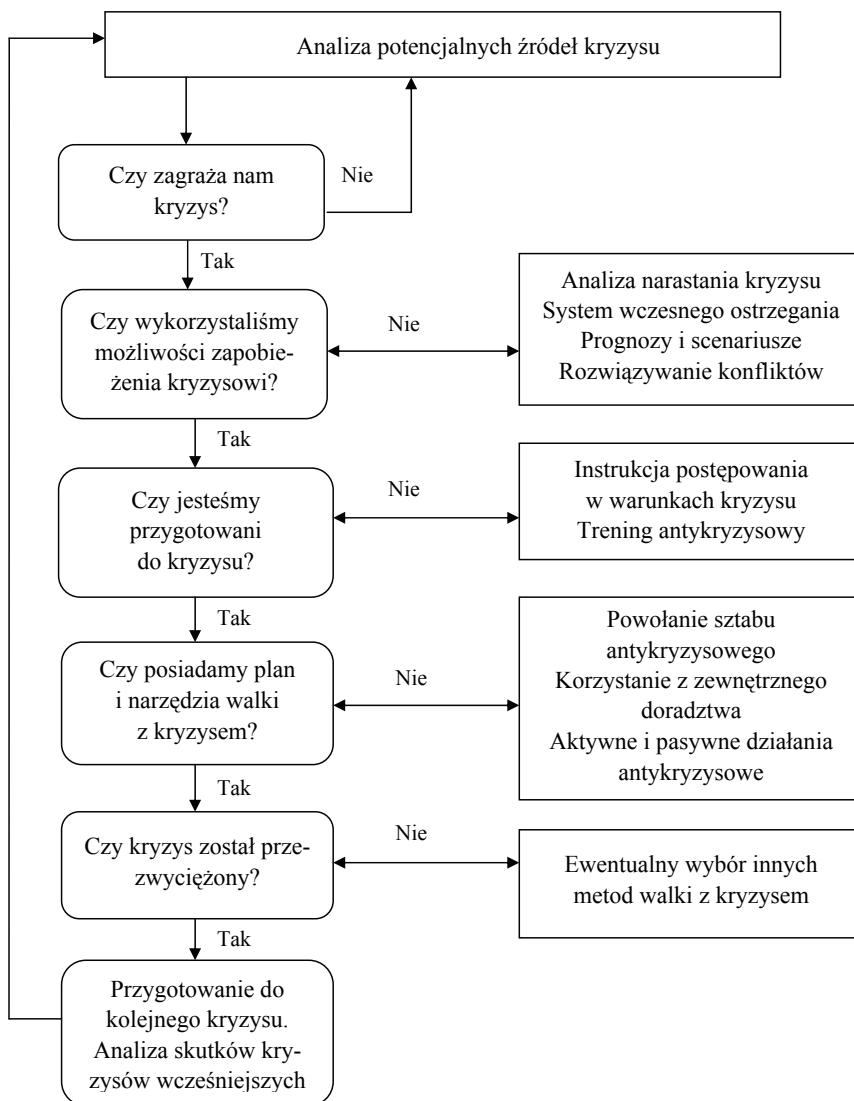 Analiza potencjalnych źródeł kryzysu
Czy zagraża nam
kryzys?
Nie
Tak
Czy wykorzystaliśmy
możliwości zapobie-
żenia kryzysowi?
Nie
Analiza narastania kryzysu
System wczesnego ostrzegania
Prognozy i scenariusze
Rozwiązywanie konfliktów
Tak
Czy jesteśmy
przygotowani
do kryzysu?
Nie
Instrukcja postępowania
w warunkach kryzysu
Trening antykryzysowy
Tak
Czy posiadamy plan
i narzędzia walki
z kryzysem?
Nie
Powołanie sztabu
antykryzysowego
Korzystanie z zewnętrznego
doradztwa
Aktywne i pasywne działania
antykryzysowe
Tak
Czy kryzys został prze-
zwyciężony?
Nie
Ewentualny wybór innych
metod walki z kryzysem
Tak
Przygotowanie do
kolejnego kryzysu.
Analiza skutków kry-
zysów wcześniejszych